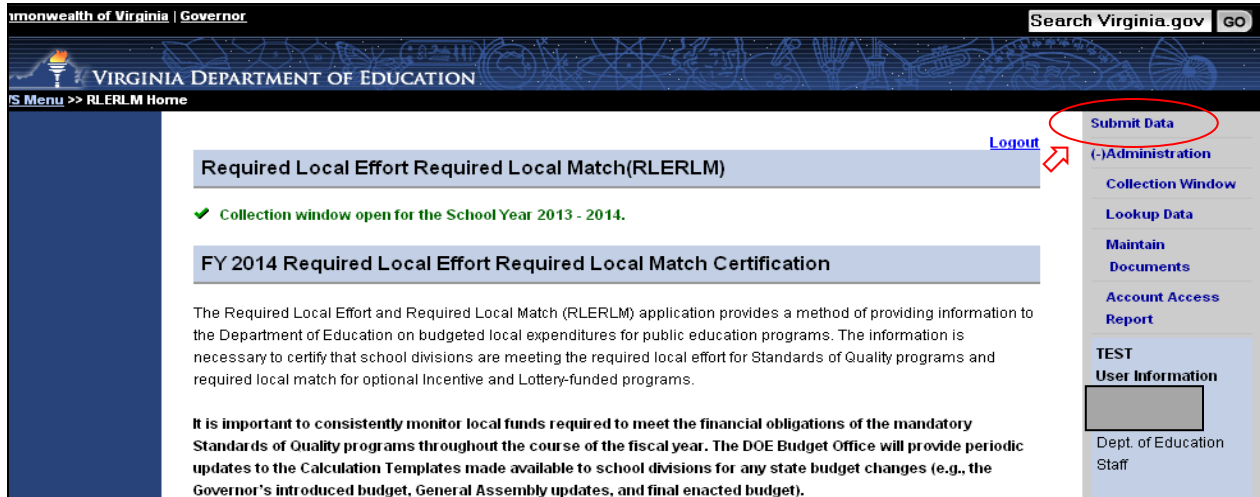 mmonwealth of Virginia | Governor
Search Virginia.gov GO
VIRGINIA DEPARTMENT OF EDUCATION
/S Menu >> RLERLM Home
Logout
Required Local Effort Required Local Match(RLERLM)
✔ Collection window open for the School Year 2013 - 2014.
FY 2014 Required Local Effort Required Local Match Certification
The Required Local Effort and Required Local Match (RLERLM) application provides a method of providing information to
the Department of Education on budgeted local expenditures for public education programs. The information is
necessary to certify that school divisions are meeting the required local effort for Standards of Quality programs and
required local match for optional Incentive and Lottery-funded programs.
It is important to consistently monitor local funds required to meet the financial obligations of the mandatory
Standards of Quality programs throughout the course of the fiscal year. The DOE Budget Office will provide periodic
updates to the Calculation Templates made available to school divisions for any state budget changes (e.g., the
Governor's introduced budget, General Assembly updates, and final enacted budget).
Submit Data
(-)Administration
Collection Window
Lookup Data
Maintain
Documents
Account Access
Report
TEST
User Information
Dept. of Education
Staff